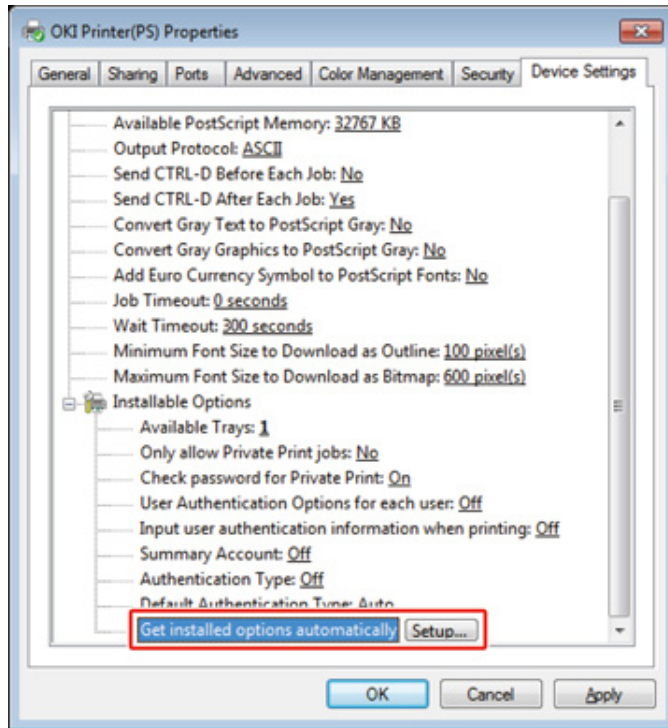 OKI Printer(PS) Properties
General Sharing Ports Advanced Color Management Security Device Settings
Available PostScript Memory: 32767 KB
Output Protocol: ASCII
Send CTRL-D Before Each Job: No
Send CTRL-D After Each Job: Yes
Convert Gray Text to PostScript Gray: No
Convert Gray Graphics to PostScript Gray: No
Add Euro Currency Symbol to PostScript Fonts: No
Job Timeout: 0 seconds
Wait Timeout: 300 seconds
Minimum Font Size to Download as Outline: 100 pixel(s)
Maximum Font Size to Download as Bitmap: 600 pixel(s)
Installable Options
Available Trays: 1
Only allow Private Print jobs: No
Check password for Private Print: On
User Authentication Options for each user: Off
Input user authentication information when printing: Off
Summary Account: Off
Authentication Type: Off
Default Authentication Type: Auto
Get installed options automatically Setup...
OK Cancel Apply